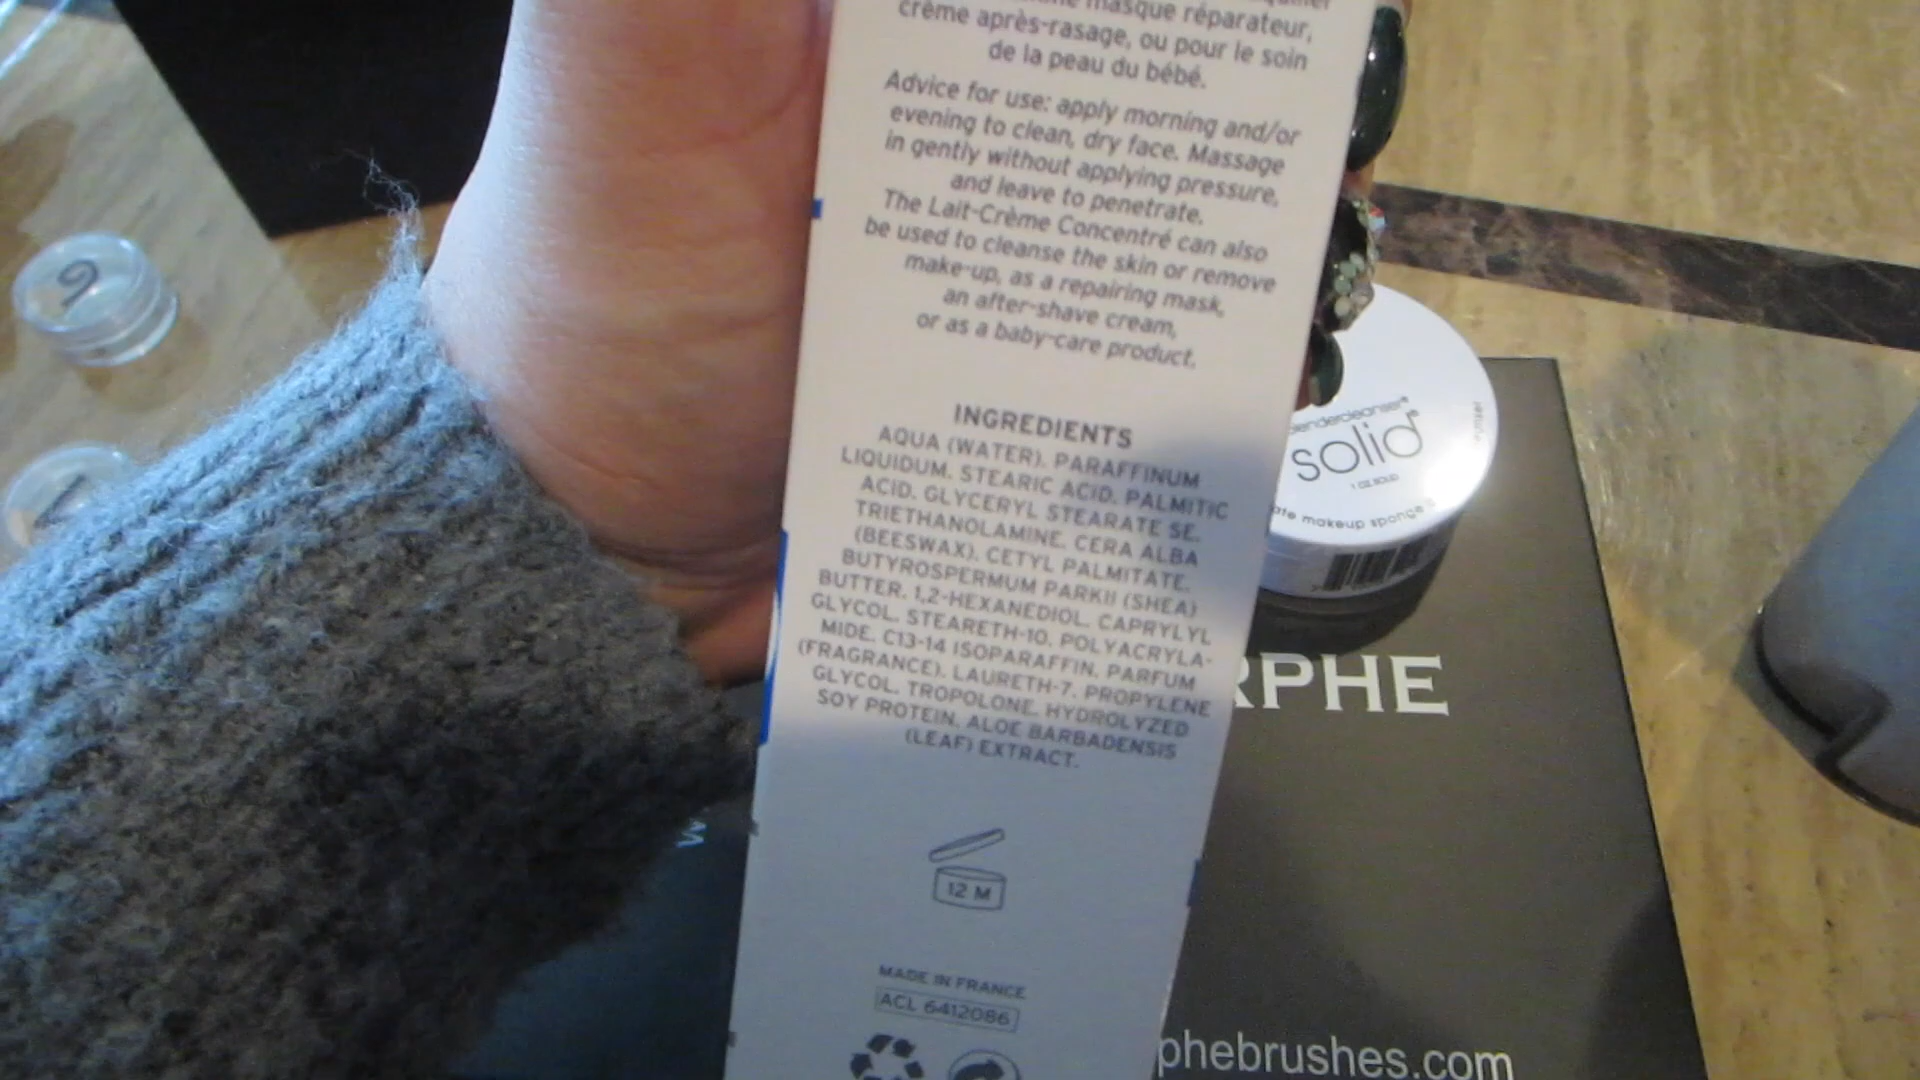 masque réparateur,
crème après-rasage, ou pour le soin
de la peau du bébé.
Advice for use: apply morning and/or
evening to clean, dry face. Massage
in gently without applying pressure,
and leave to penetrate.
The Lait-Crème Concentré can also
be used to cleanse the skin or remove
make-up, as a repairing mask,
an after-shave cream,
or as a baby-care product.
INGREDIENTS
AQUA (WATER). PARAFFINUM
LIQUIDUM. STEARIC ACID. PALMITIC
ACID. GLYCERYL STEARATE SE.
TRIETHANOLAMINE. CERA ALBA
(BEESWAX). CETYL PALMITATE.
BUTYROSPERMUM PARKII (SHEA)
BUTTER. 1,2-HEXANEDIOL. CAPRYLYL
GLYCOL. STEARETH-10. POLYACRYLA-
MIDE. C13-14 ISOPARAFFIN. PARFUM
(FRAGRANCE). LAURETH-7. PROPYLENE
GLYCOL. TROPOLONE. HYDROLYZED
SOY PROTEIN. ALOE BARBADENSIS
(LEAF) EXTRACT.
12 M
MADE IN FRANCE
ACL 6412086
solid
1 OZ SOLID
makeup sponge
RPHE
phebrushes.com
9